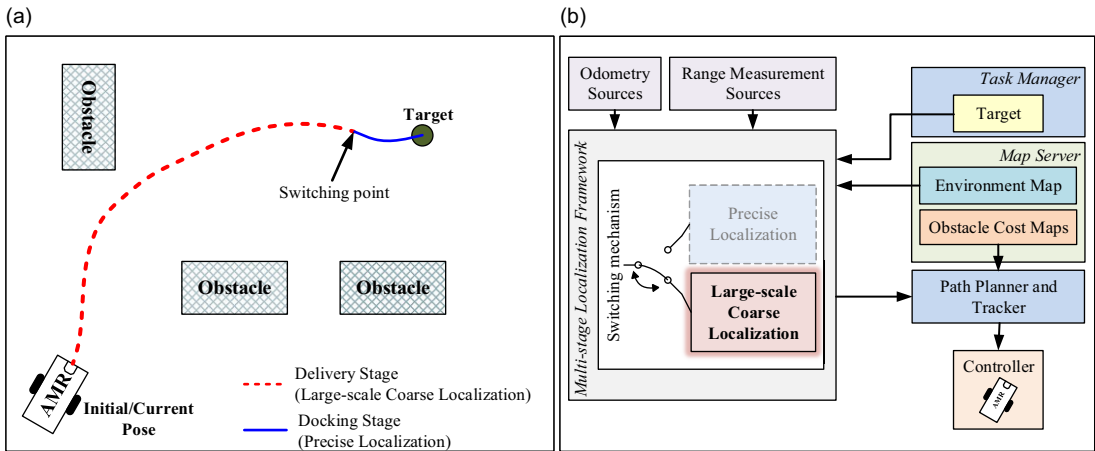 (a)
Obstacle
Target
Switching point
Obstacle
Obstacle
AMR
Initial/Current
Pose
Delivery Stage
(Large-scale Coarse Localization)
Docking Stage
(Precise Localization)
(b)
Odometry
Sources
Range Measurement
Sources
Task Manager
Target
Map Server
Environment Map
Obstacle Cost Maps
Multi-stage Localization Framework
Switching mechanism
Precise
Localization
Large-scale
Coarse
Localization
Path Planner and
Tracker
Controller
AMR